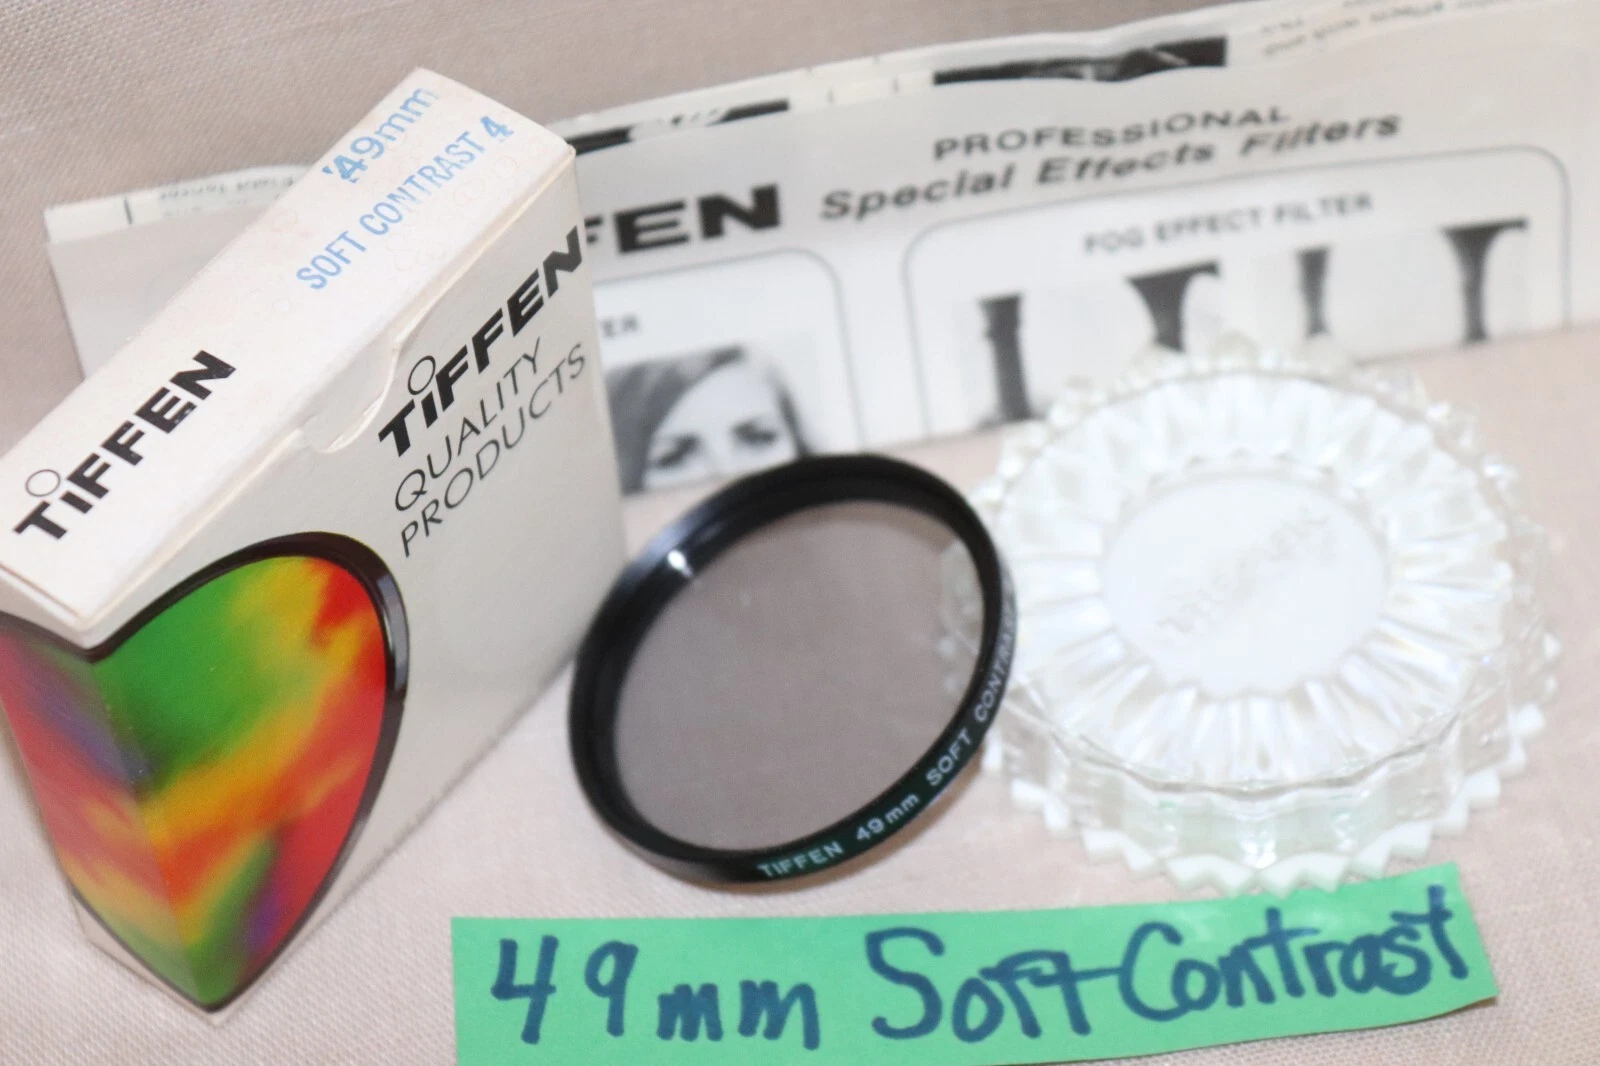 '49mm
SOFT CONTRAST 4
TIFFEN
TIFFEN
QUALITY
PRODUCTS
FEN
PROFESSIONAL
Special Effects Filters
TER
FOG EFFECT FILTER
TIFFEN 49mm SOFT CONTRAST
49mm Soft Contrast